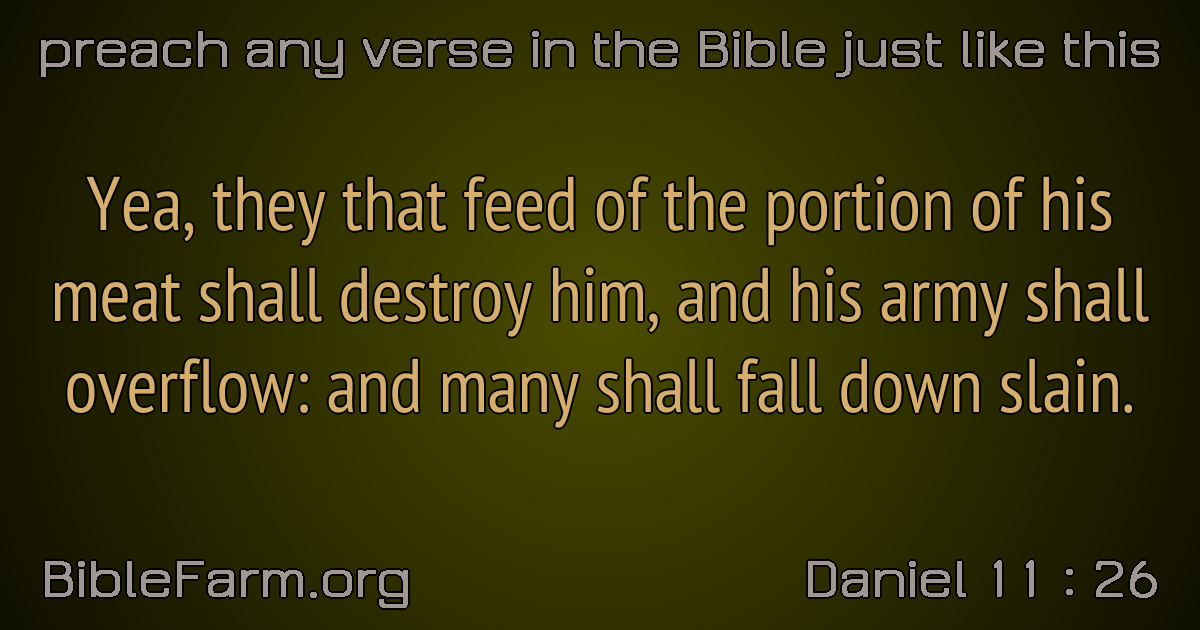 preach any verse in the Bible just like this
Yea, they that feed of the portion of his
meat shall destroy him, and his army shall
overflow: and many shall fall down slain.
BibleFarm.org
Daniel 11 : 26